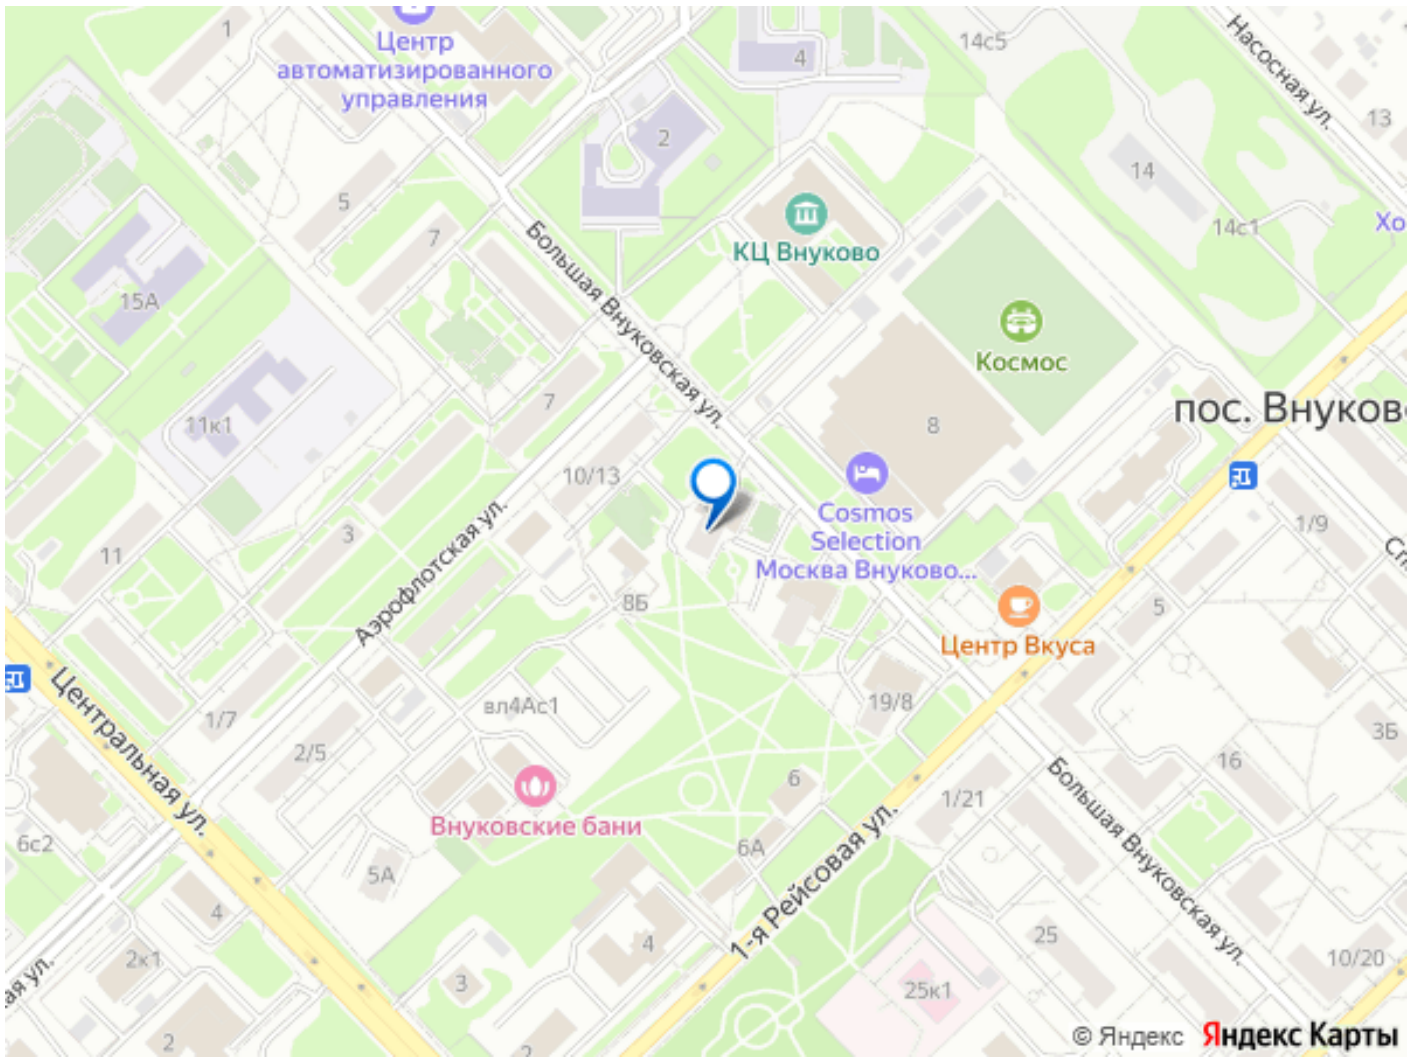 1
Центр
автоматизированного
управления
4
14с5
Насосная ул.
13
2
14
5
7
КЦ Внуково
14с1
Хо
15А
Большая Внуковская ул.
Космос
пос. Внуково
7
11к1
8
10/13
Cosmos
Selection
Москва Внуково...
1/9
Аэрофлотская ул.
3
11
8Б
5
Центр Вкуса
Центральная ул.
1/7
вл4Ас1
19/8
3Б
2/5
16
6
Внуковские бани
1/21
6с2
6А
1-я Рейсовая ул.
Большая Внуковская ул.
5А
4
4
25
2к1
3
25к1
10/20
ая ул.
2
2
© Яндекс Яндекс Карты